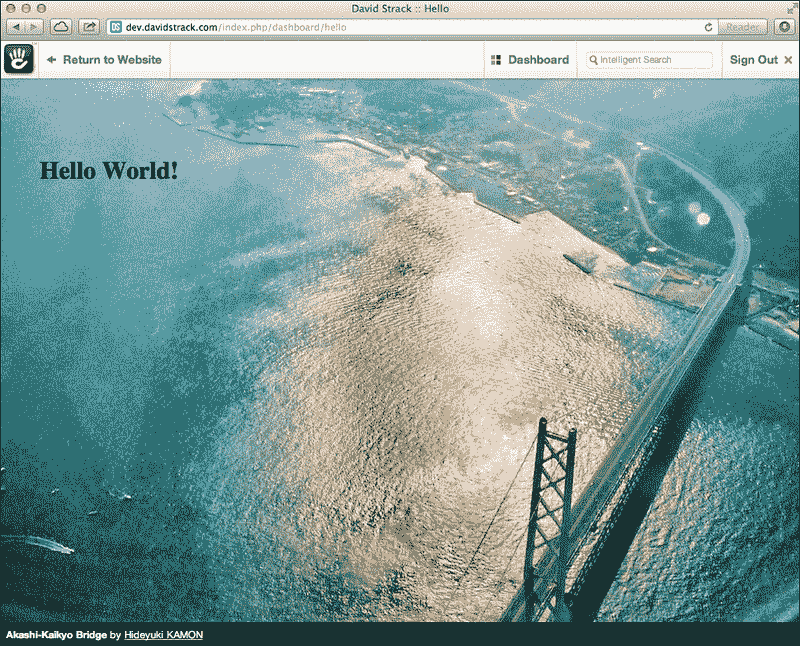 David Strack :: Hello
DS dev.davidstrack.com/index.php/dashboard/hello Reader
Return to Website Dashboard Intelligent Search Sign Out
Hello World!
Akashi-Kaikyo Bridge by Hideyuki KAMON